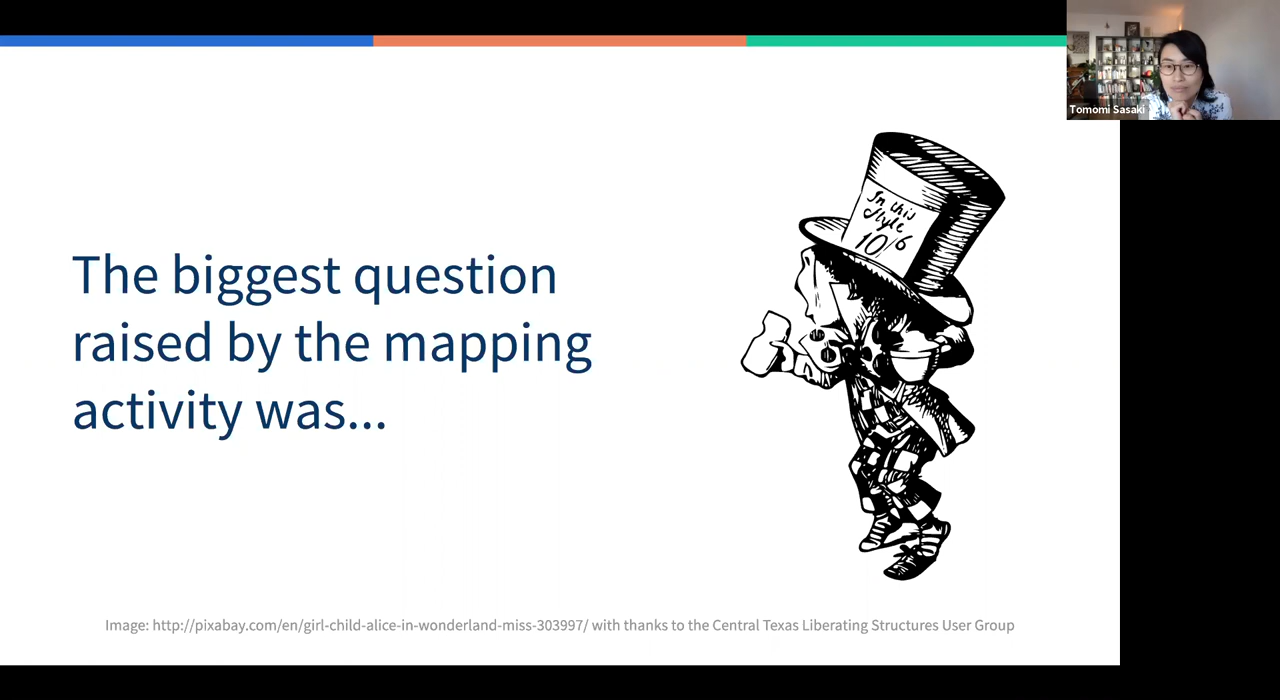 Tomomi Sasaki
In this
Style
10/6
The biggest question
raised by the mapping
activity was...
Image: http://pixabay.com/en/girl-child-alice-in-wonderland-miss-303997/ with thanks to the Central Texas Liberating Structures User Group